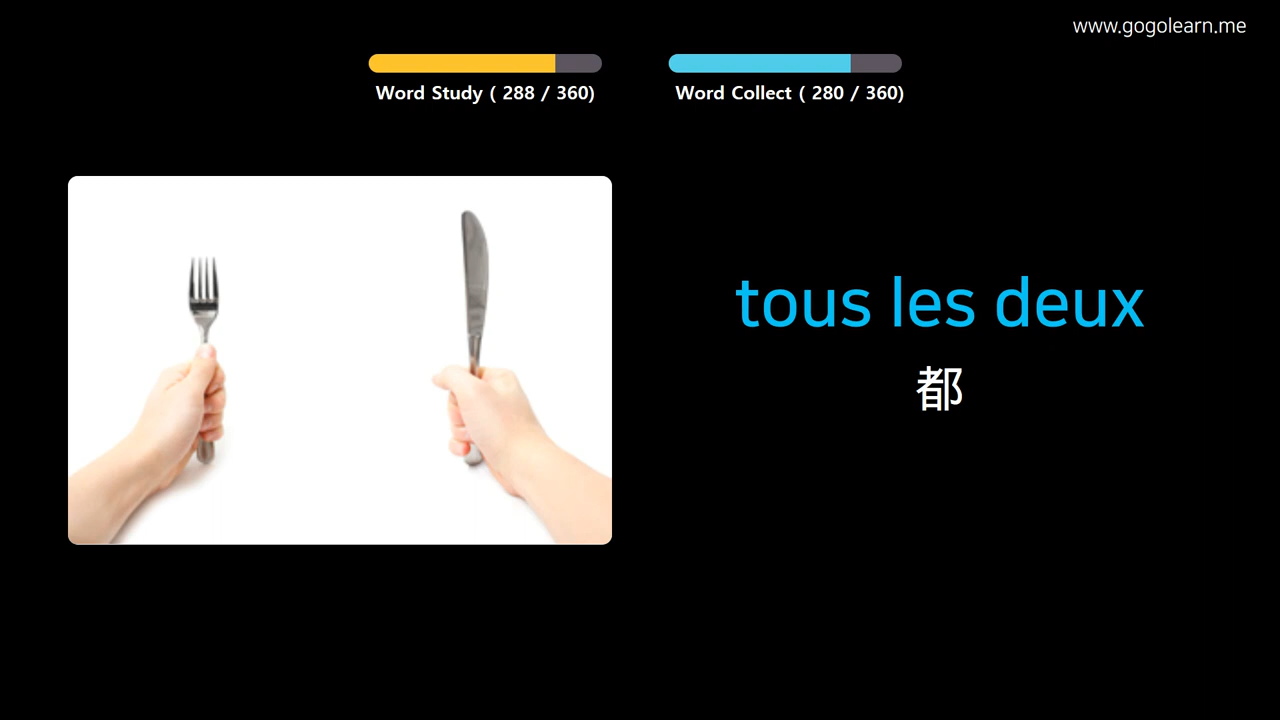 www.gogolearn.me
Word Study ( 288 / 360)
Word Collect ( 280 / 360)
tous les deux
都